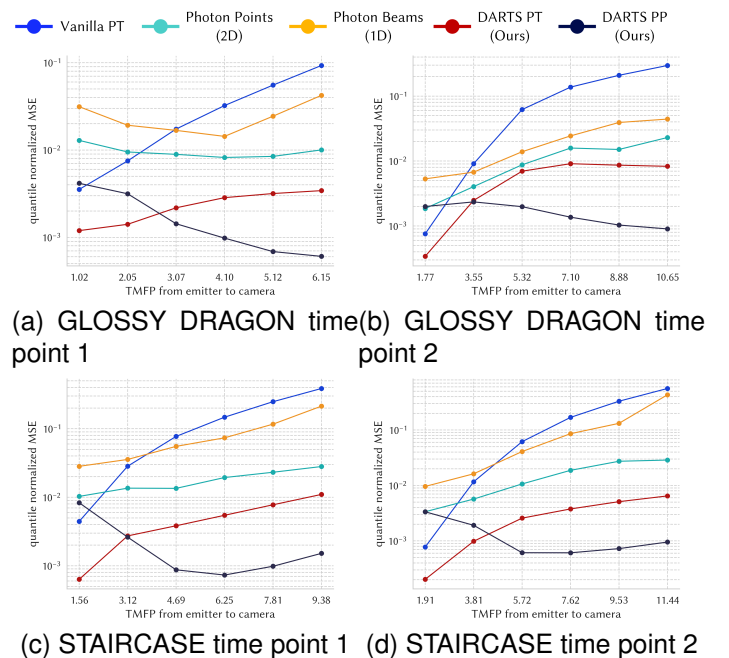 Vanilla PT
Photon Points
(2D)
Photon Beams
(1D)
DARTS PT
(Ours)
DARTS PP
(Ours)
quantile normalized MSE
10⁻¹
10⁻²
10⁻³
1.02 2.05 3.07 4.10 5.12 6.15
TMFP from emitter to camera
quantile normalized MSE
10⁻¹
10⁻²
10⁻³
1.77 3.55 5.32 7.10 8.88 10.65
TMFP from emitter to camera
(a) GLOSSY DRAGON time
point 1
(b) GLOSSY DRAGON time
point 2
quantile normalized MSE
10⁻¹
10⁻²
10⁻³
1.56 3.12 4.69 6.25 7.81 9.38
TMFP from emitter to camera
quantile normalized MSE
10⁻¹
10⁻²
10⁻³
1.91 3.81 5.72 7.62 9.53 11.44
TMFP from emitter to camera
(c) STAIRCASE time point 1
(d) STAIRCASE time point 2